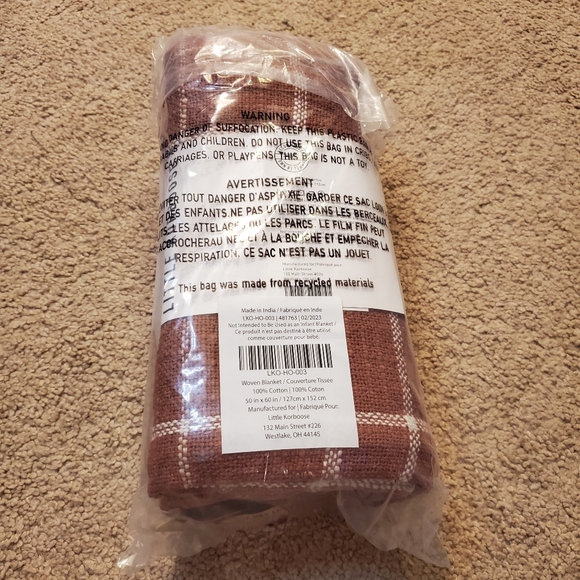 WARNING
DANGER OF SUFFOCATION. KEEP THIS PLASTIC
AND CHILDREN. DO NOT USE THIS BAG IN CRIB
CARRIAGES, OR PLAYPENS. THIS BAG IS NOT A TOY
LITTLE
AVERTISSEMENT
TOUT DANGER D'ASPHYXIE, GARDER CE SAC LOIN
ET DES ENFANTS.NE PAS UTILISER DANS LES BERCEAUX
LES ATTELAGES OU LES PARCS. LE FILM FIN PEUT
NEZ ET À LA BOUCHE ET EMPÊCHER LA
RESPIRATION. CE SAC N'EST PAS UN JOUET
This bag was made from recycled materials
Made in India / Fabriqué en Inde
LKO-HO-003 | 481763 | 02/2023
Not Intended to Be Used as an Infant Blanket /
Ce produit n'est pas destiné à être utilisé
comme couverture pour bébé.
LKO-HO-003
Woven Blanket / Couverture Tissée
100% Cotton | 100% Coton
50 in x 60 in / 127cm x 152 cm
Manufactured for | Fabriqué Pour:
Little Korboose
132 Main Street #226
Westlake, OH 44145